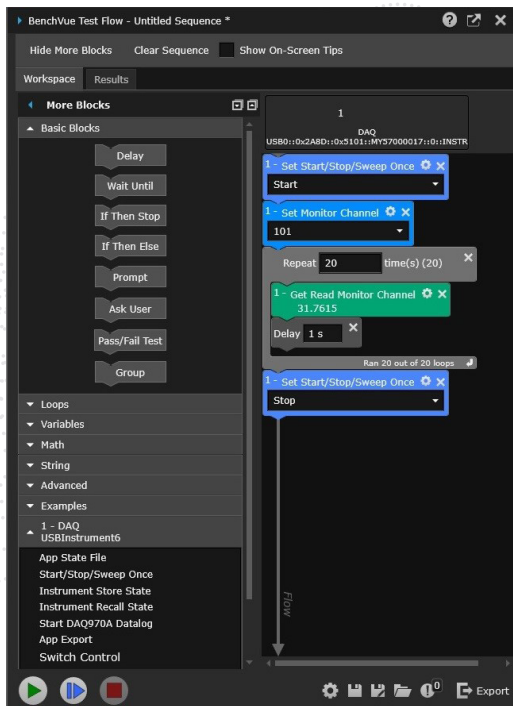 BenchVue Test Flow - Untitled Sequence *
Hide More Blocks Clear Sequence Show On-Screen Tips
Workspace Results
More Blocks
Basic Blocks
Delay
Wait Until
If Then Stop
If Then Else
Prompt
Ask User
Pass/Fail Test
Group
Loops
Variables
Math
String
Advanced
Examples
1 - DAQ
USBInstrument6
App State File
Start/Stop/Sweep Once
Instrument Store State
Instrument Recall State
Start DAQ970A Datalog
App Export
Switch Control
1
DAQ
USB0::0x2A8D::0x5101::MY57000017::0::INSTR
1 - Set Start/Stop/Sweep Once
Start
1 - Set Monitor Channel
101
Repeat 20 time(s) (20)
1 - Get Read Monitor Channel
31.7615
Delay 1 s
Ran 20 out of 20 loops
1 - Set Start/Stop/Sweep Once
Stop
Flow
0
Export